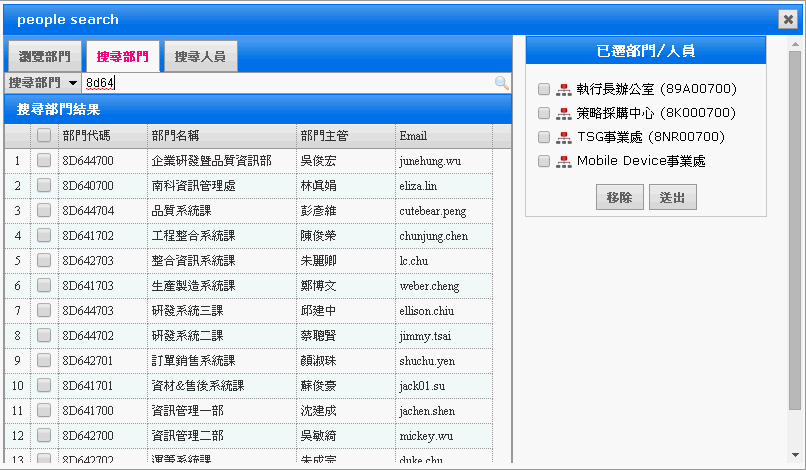 people search
瀏覽部門 搜尋部門 搜尋人員
搜尋部門 8d64
搜尋部門結果
部門代碼 部門名稱 部門主管 Email
1 8D644700 企業研發暨品質資訊部 吳俊宏 junehung.wu
2 8D640700 南科資訊管理處 林眞娟 eliza.lin
3 8D644704 品質系統課 彭彥維 cutebear.peng
4 8D641702 工程整合系統課 陳俊榮 chunjung.chen
5 8D642703 整合資訊系統課 朱麗卿 lc.chu
6 8D641703 生產製造系統課 鄭博文 weber.cheng
7 8D644703 研發系統三課 邱建中 ellison.chiu
8 8D644702 研發系統二課 蔡聰賢 jimmy.tsai
9 8D642701 訂單銷售系統課 顏淑珠 shuchu.yen
10 8D641701 資材&售後系統課 蘇俊豪 jack01.su
11 8D641700 資訊管理一部 沈建成 jachen.shen
12 8D642700 資訊管理二部 吳敏綺 mickey.wu
13 8D642702 運籌系統課 朱成宗 duke.chu
已選部門/人員
執行長辦公室 (89A00700)
策略採購中心 (8K000700)
TSG事業處 (8NR00700)
Mobile Device事業處
移除 送出